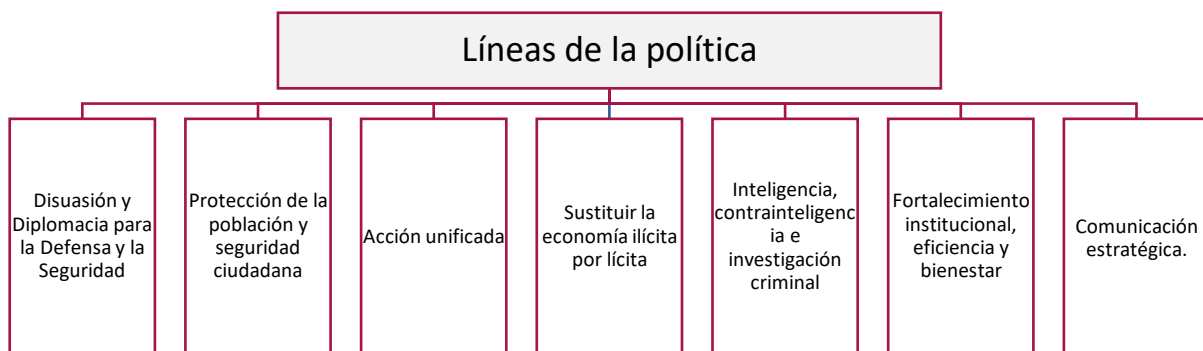 Líneas de la política
Disuasión y
Diplomacia para
la Defensa y la
Seguridad
Protección de la
población y
seguridad
ciudadana
Acción unificada
Sustituir la
economía ilícita
por lícita
Inteligencia,
contrainteligenc
ia e
investigación
criminal
Fortalecimiento
institucional,
eficiencia y
bienestar
Comunicación
estratégica.